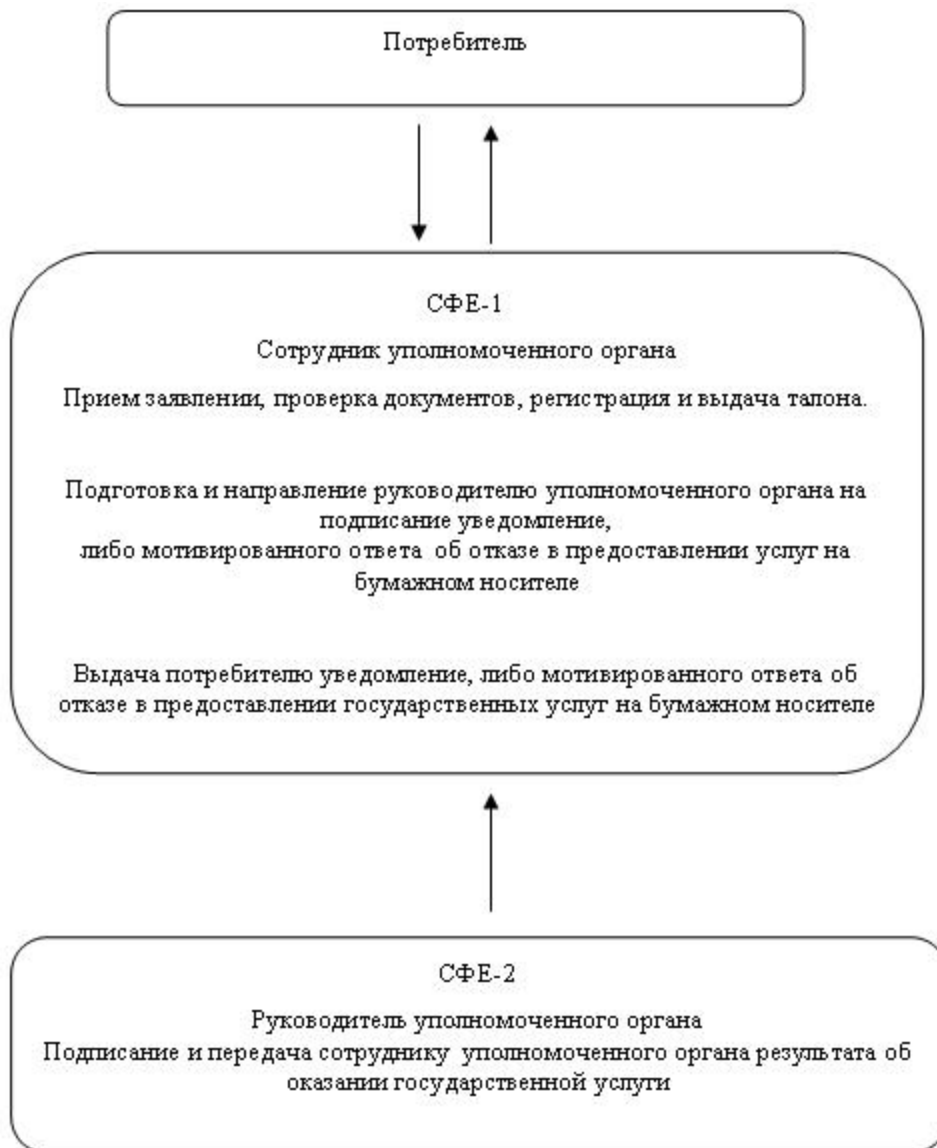 Потребитель
СФЕ-1
Сотрудник уполномоченного органа
Прием заявлении, проверка документов, регистрация и выдача талона.
Подготовка и направление руководителю уполномоченного органа на
подписание уведомление,
либо мотивированного ответа об отказе в предоставлении услуг на
бумажном носителе
Выдача потребителю уведомление, либо мотивированного ответа об
отказе в предоставлении государственных услуг на бумажном носителе
СФЕ-2
Руководитель уполномоченного органа
Подписание и передача сотруднику уполномоченного органа результата об
оказании государственной услуги